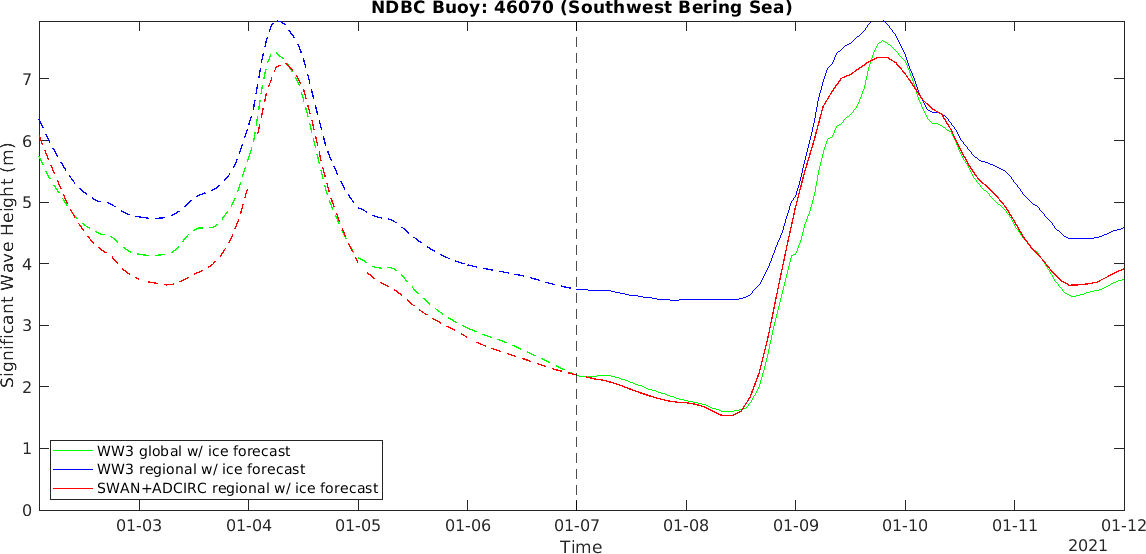 NDBC Buoy: 46070 (Southwest Bering Sea)
Significant Wave Height (m)
7
6
5
4
3
2
1
0
WW3 global w/ ice forecast
WW3 regional w/ ice forecast
SWAN+ADCIRC regional w/ ice forecast
01-03 01-04 01-05 01-06 01-07 01-08 01-09 01-10 01-11 01-12
Time
2021